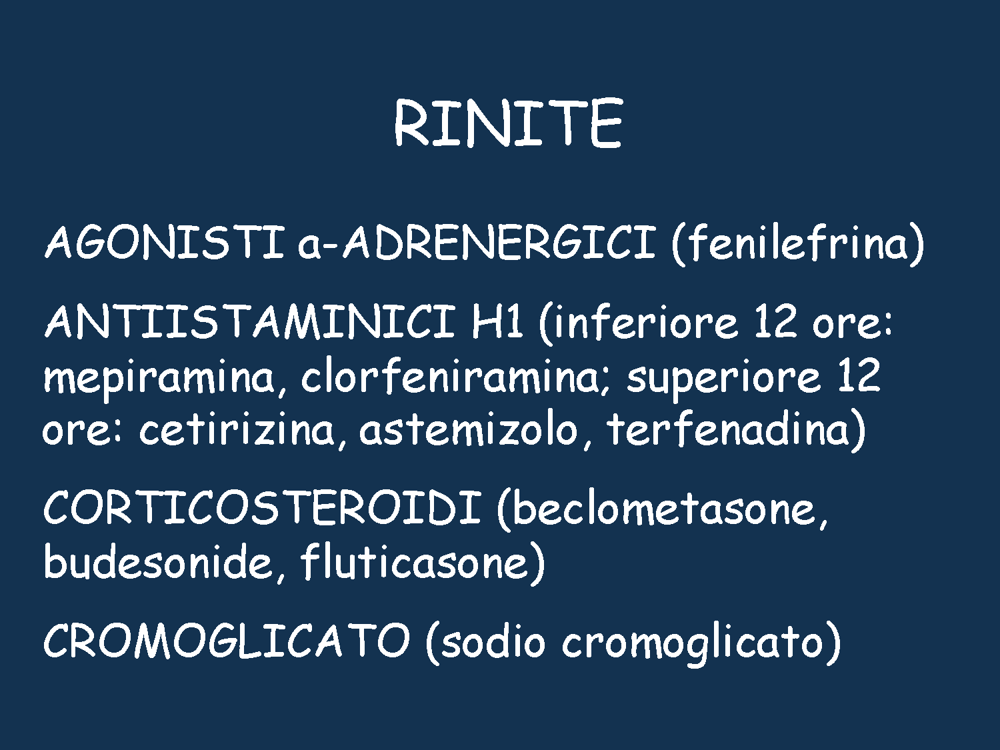 RINITE
AGONISTI a-ADRENERGICI (fenilefrina)
ANTIISTAMINICI H1 (inferiore 12 ore:
mepiramina, clorfeniramina; superiore 12
ore: cetirizina, astemizolo, terfenadina)
CORTICOSTEROIDI (beclometasone,
budesonide, fluticasone)
CROMOGLICATO (sodio cromoglicato)